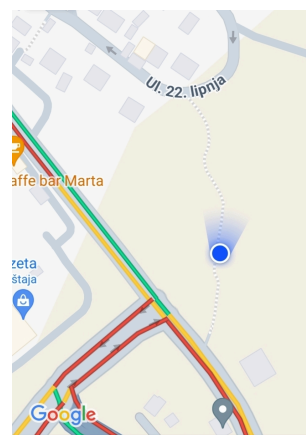 Ul. 22. lipnja
affe bar Marta
zeta
štaja
Google